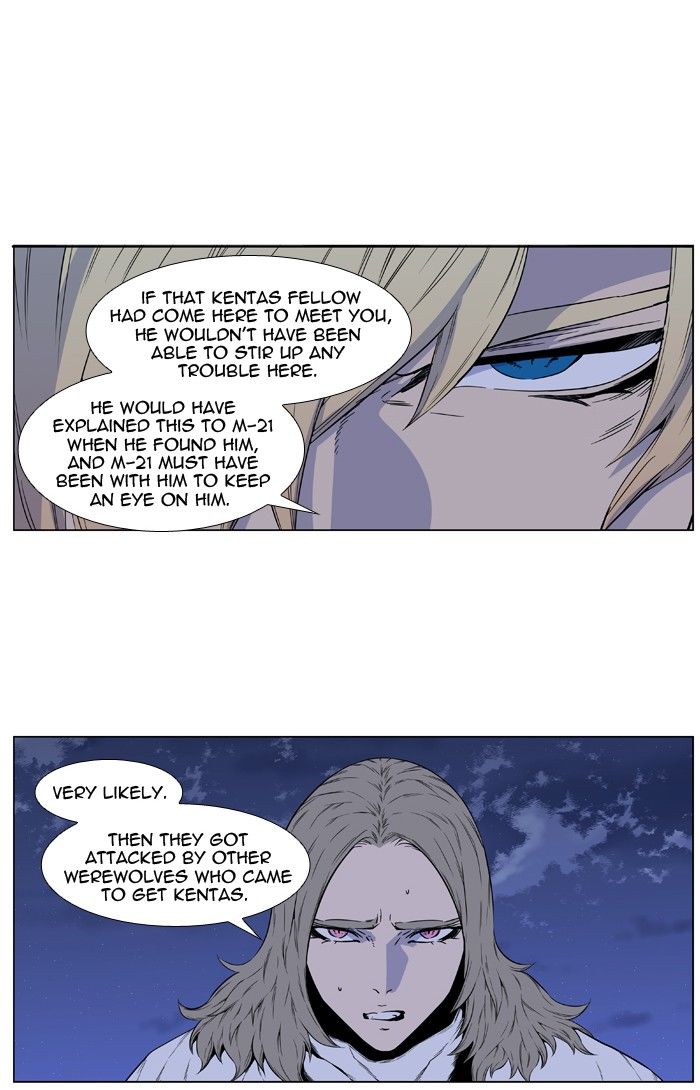 IF THAT KENTAS FELLOW
HAD COME HERE TO MEET YOU,
HE WOULDN'T HAVE BEEN
ABLE TO STIR UP ANY
TROUBLE HERE.
HE WOULD HAVE
EXPLAINED THIS TO M-21
WHEN HE FOUND HIM,
AND M-21 MUST HAVE
BEEN WITH HIM TO KEEP
AN EYE ON HIM.
VERY LIKELY.
THEN THEY GOT
ATTACKED BY OTHER
WEREWOLVES WHO CAME
TO GET KENTAS.